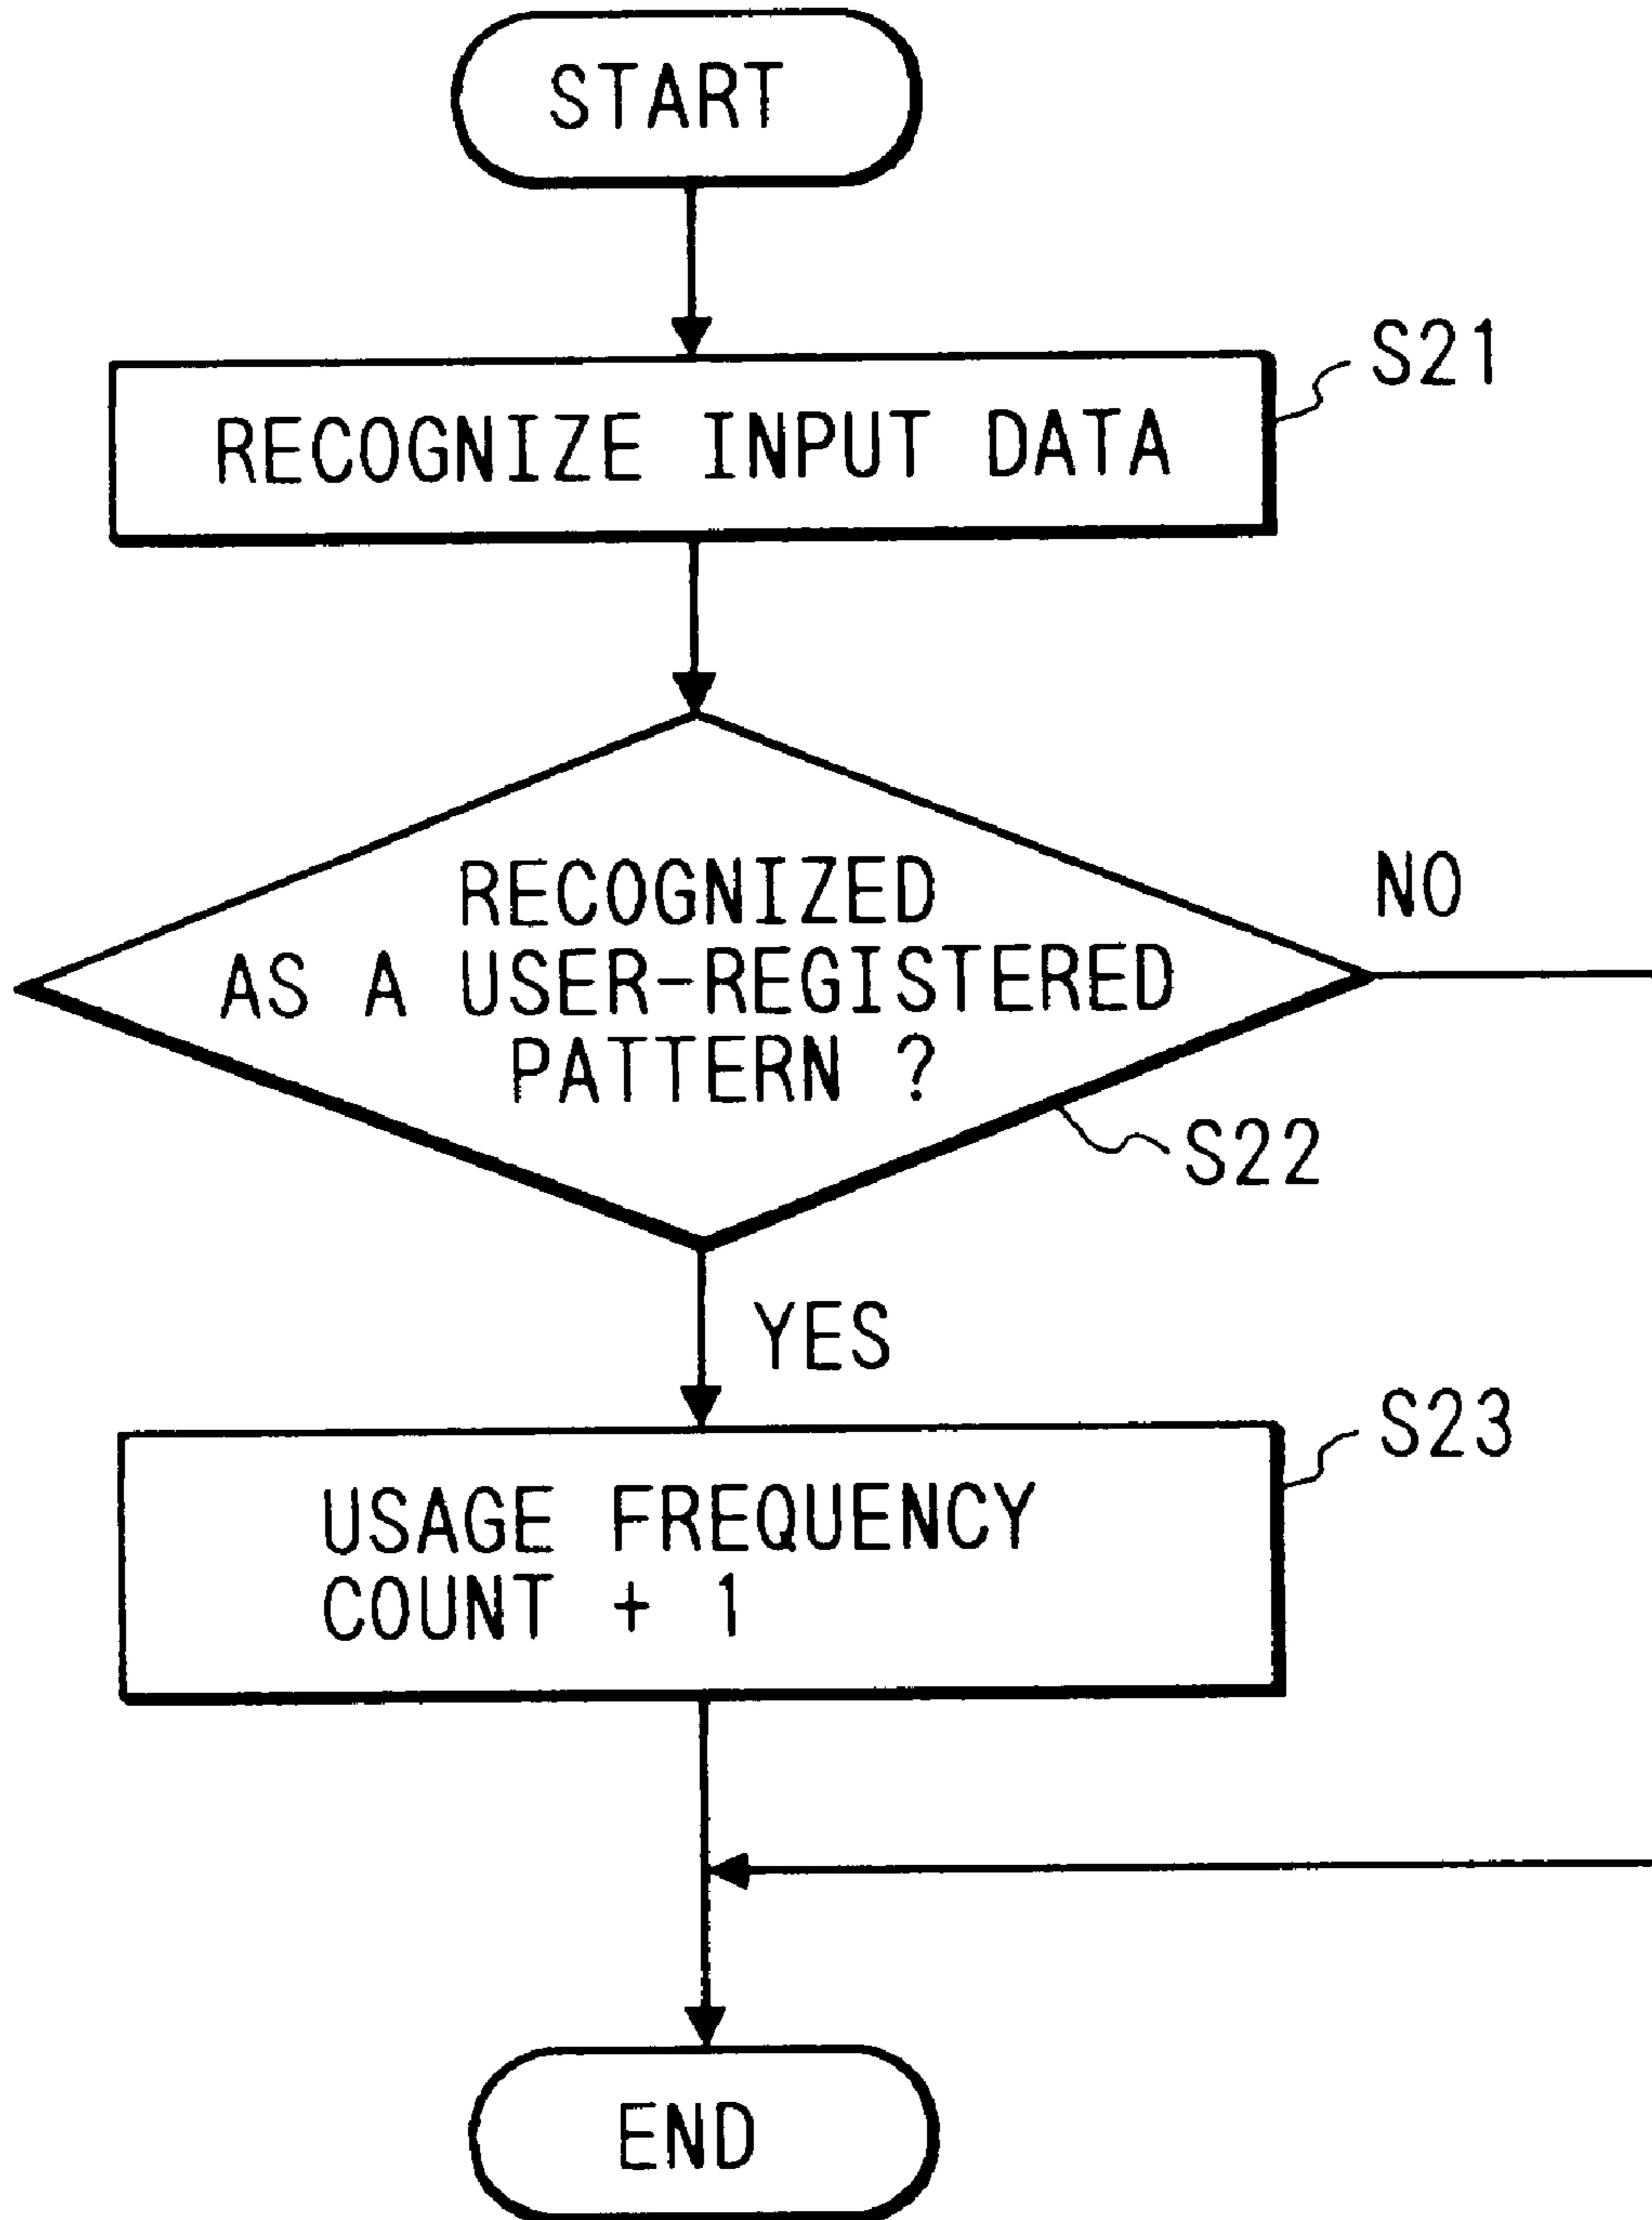 START
S21
RECOGNIZE INPUT DATA
RECOGNIZED
AS A USER-REGISTERED
PATTERN ?
NO
S22
YES
S23
USAGE FREQUENCY
COUNT + 1
END